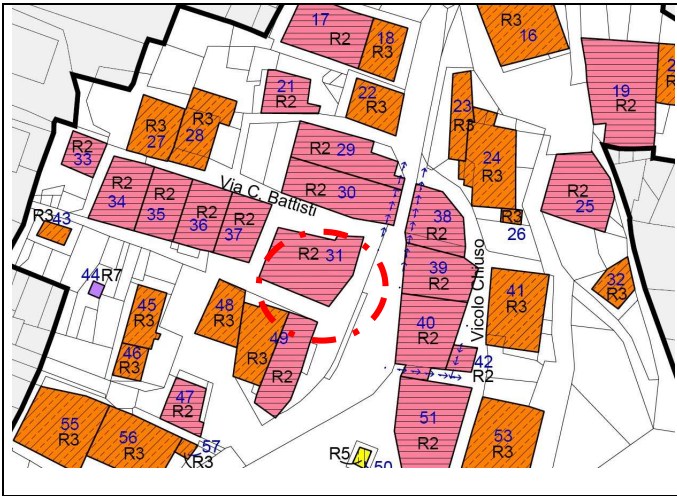 17
R2
18
R3
R3
16
19
R2
2
R3
21
R2
22
R3
23
R3
24
R3
R3
27
R3
28
29
R2
R2
30
R2
33
R2
25
R2
34
R2
35
R2
36
R2
37
Via C. Battisti
38
R2
R3
26
R3
43
R2
31
39
R2
Vicolo Chiuso
41
R3
32
R3
44
R7
45
R3
48
R3
49
R3
R2
40
R2
42
R2
46
R3
47
R2
51
R2
55
R3
56
R3
57
R3
R5
50
53
R3